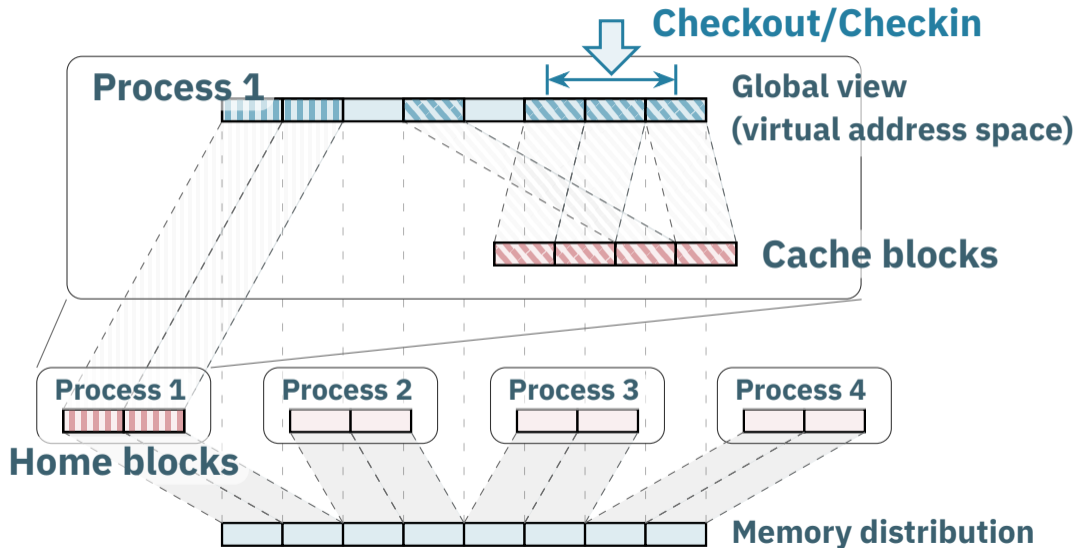 Checkout/Checkin
Process 1
Global view
(virtual address space)
Cache blocks
Process 1
Process 2
Process 3
Process 4
Home blocks
Memory distribution